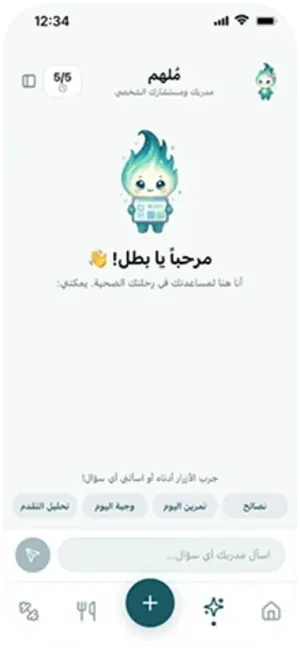 12:34
مُلهم
مدربك ومستشارك الشخصي
5/5
مرحباً يا بطل! 👋
أنا هنا لمساعدتك في رحلتك الصحية. يمكنني:
جرب الأزرار أدناه أو اسألني أي سؤال!
نصائح
تمرين اليوم
وجبة اليوم
تحليل التقدم
اسأل مدربك أي سؤال...